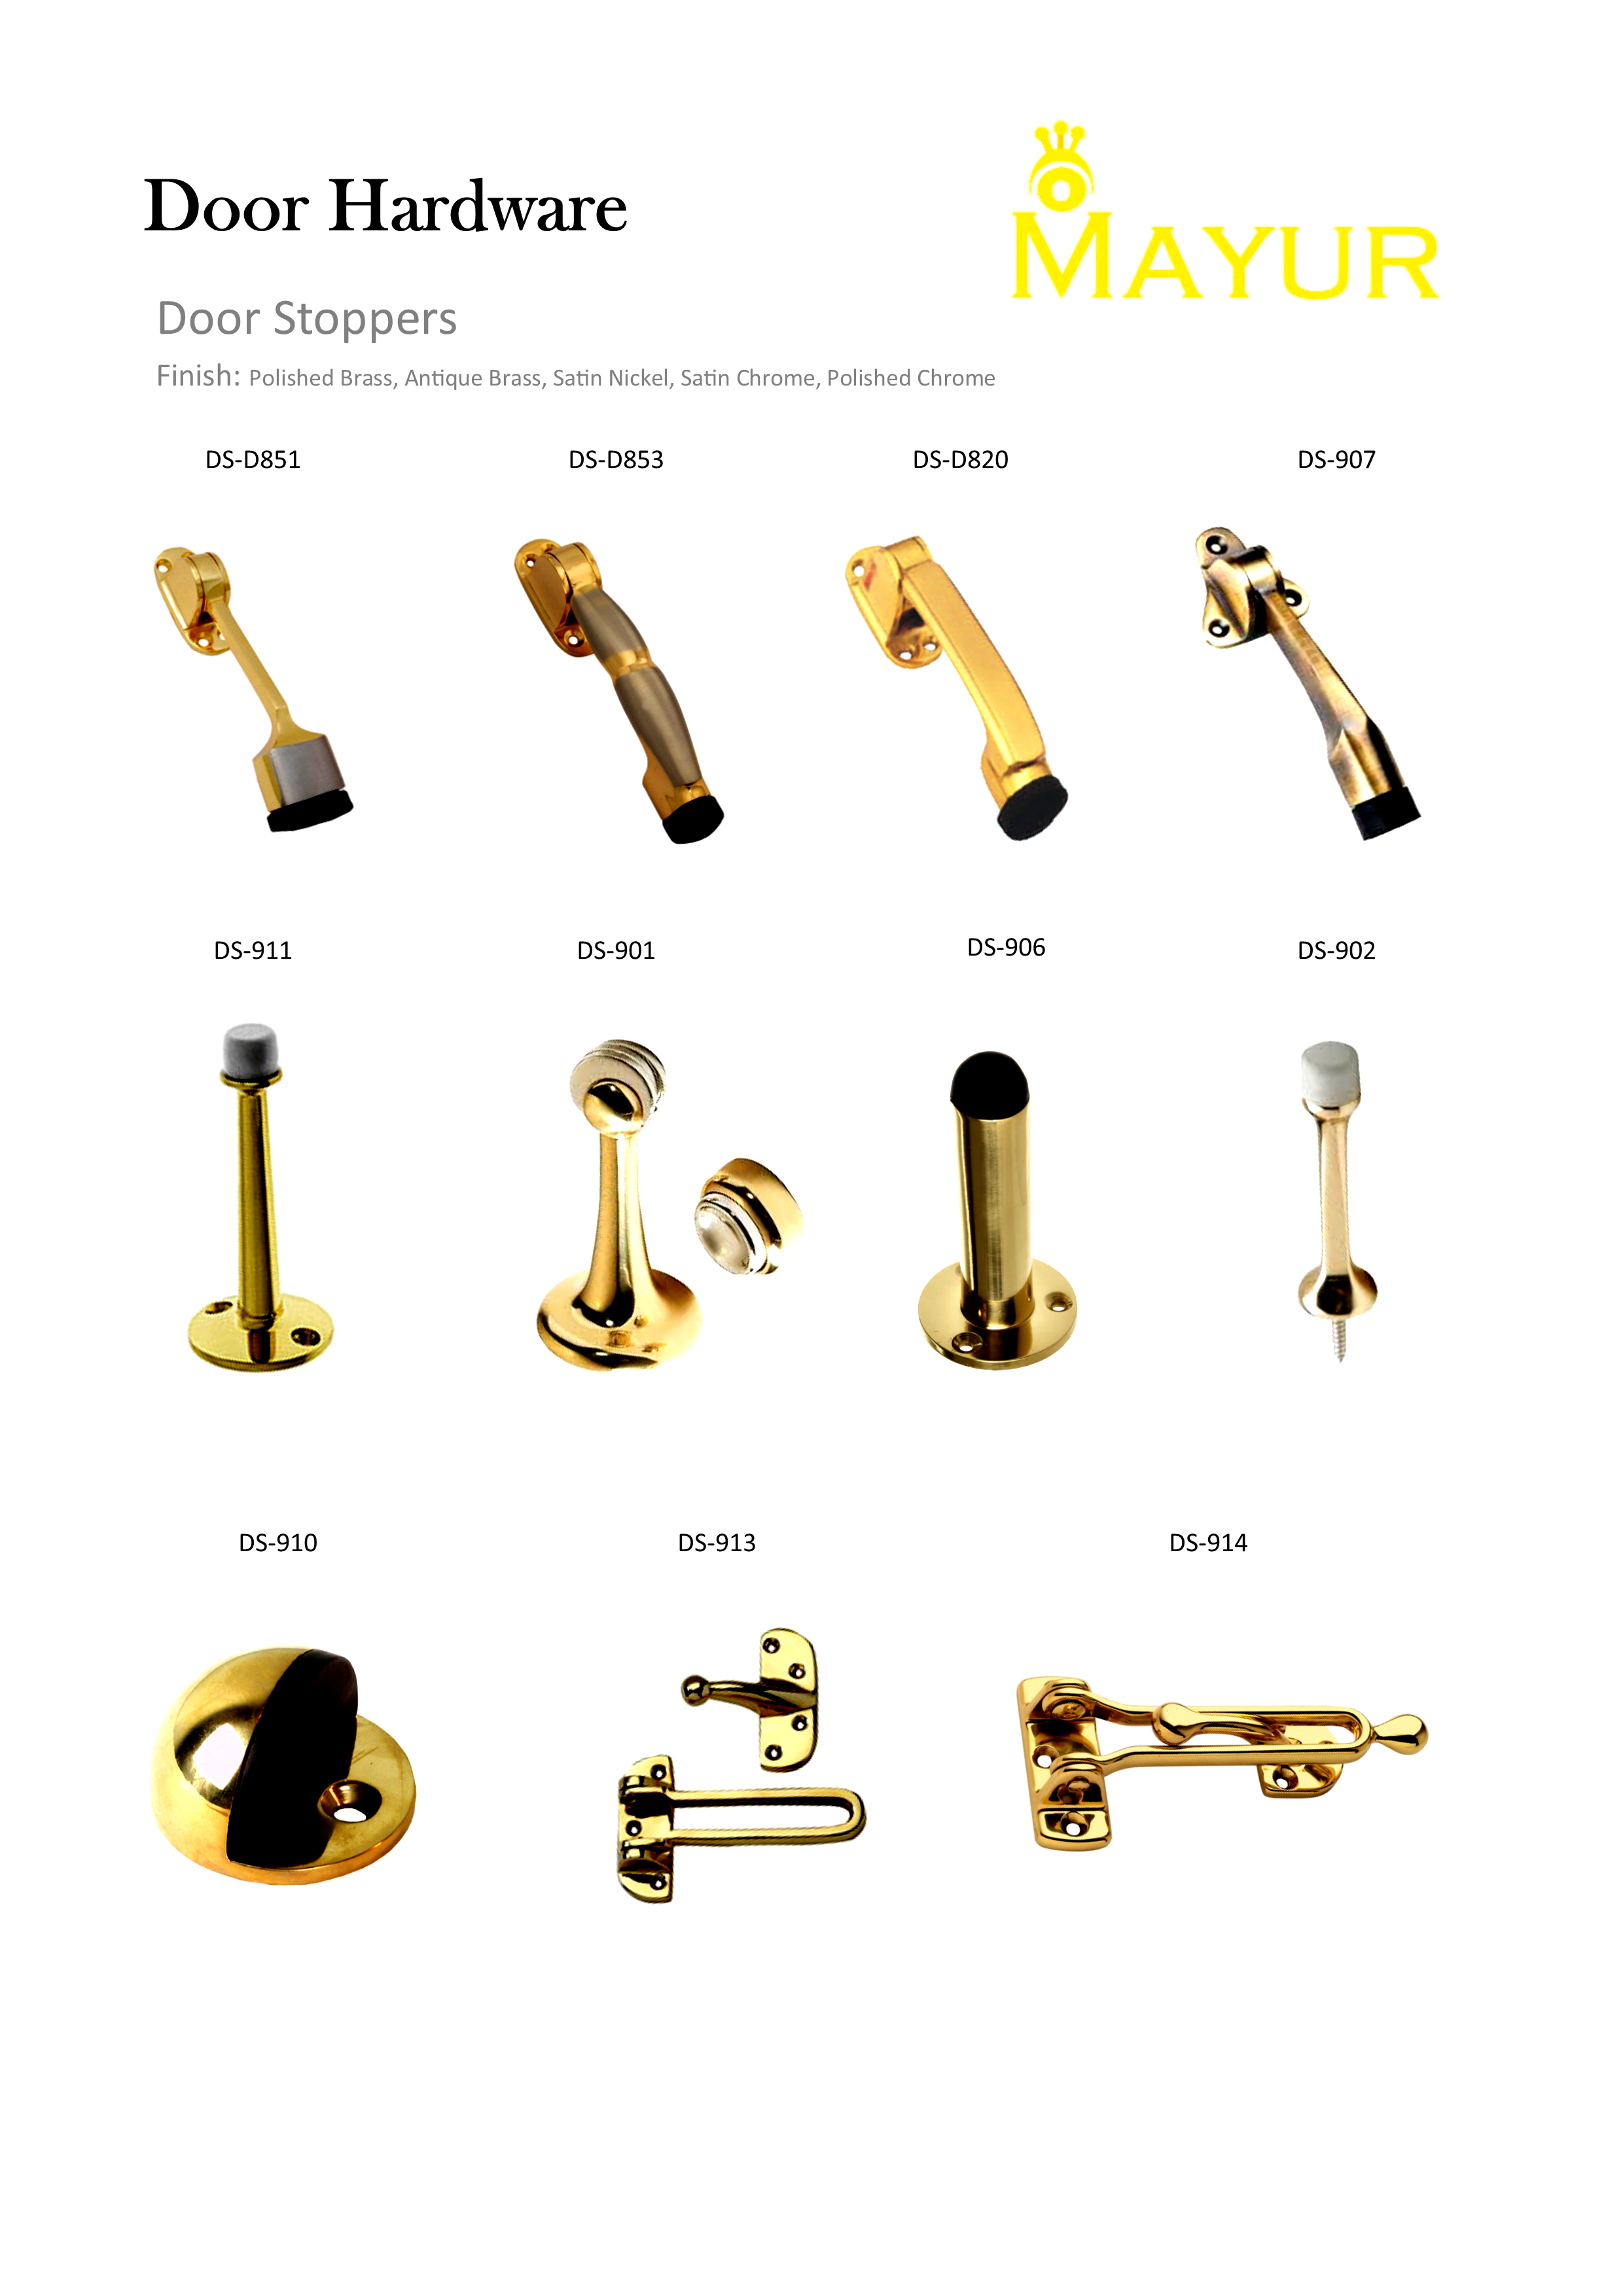 Door Hardware
MAYUR
Door Stoppers
Finish: Polished Brass, Antique Brass, Satin Nickel, Satin Chrome, Polished Chrome
DS-D851 DS-D853 DS-D820 DS-907
DS-911 DS-901 DS-906 DS-902
DS-910 DS-913 DS-914